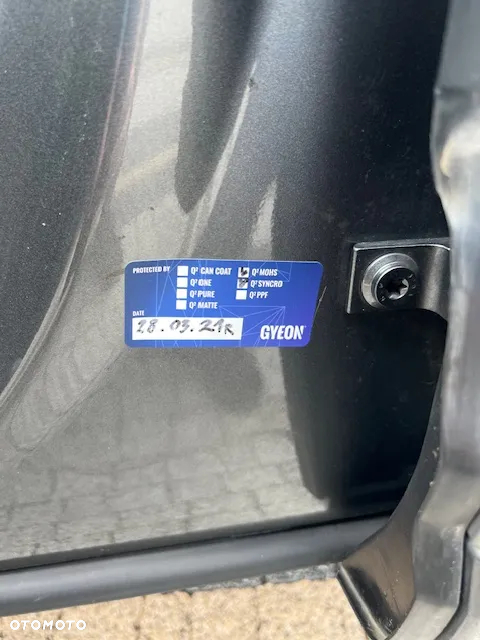 PROTECTED BY
Q² CAN COAT
Q² ONE
Q² PURE
Q² MATTE
Q² MOHS
Q² SYNCRO
Q² PPF
DATE
28.03.21r.
GYEON
OTOMOTO